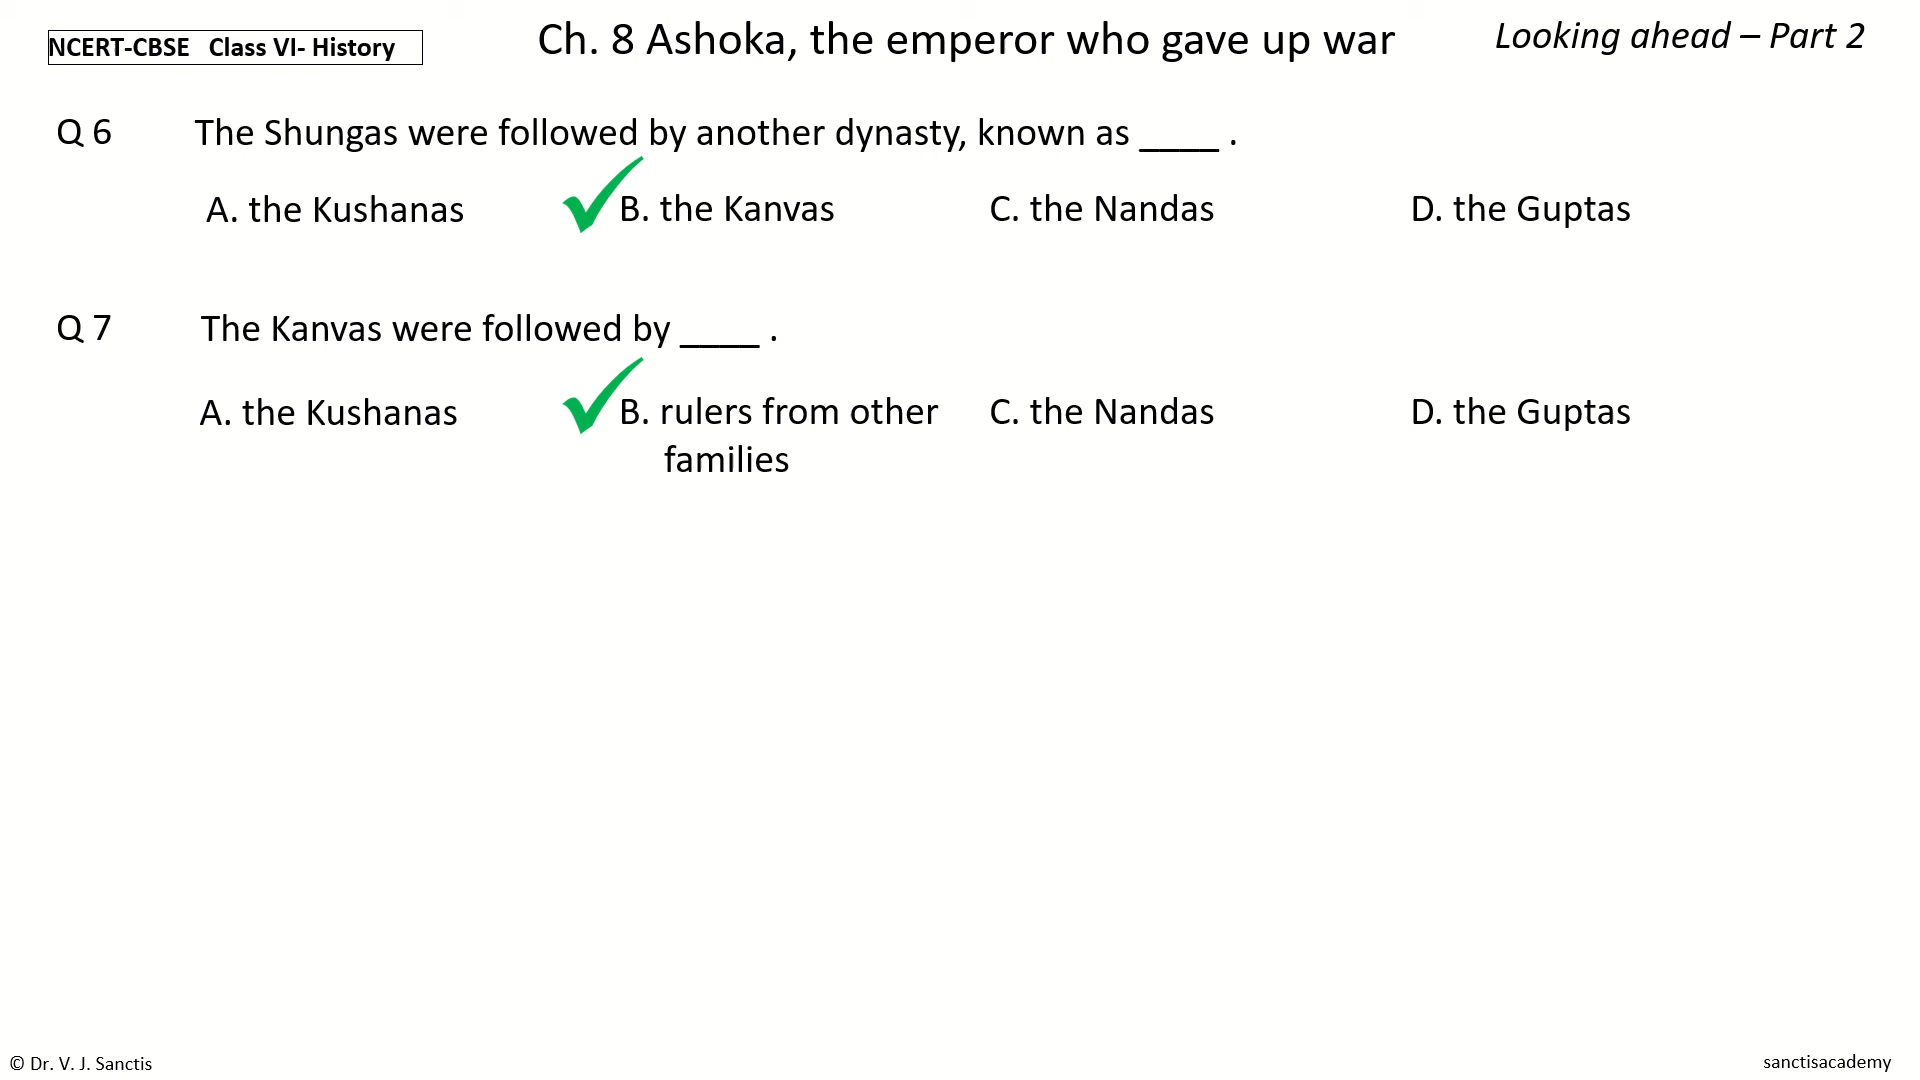 NCERT-CBSE Class VI- History
Ch. 8 Ashoka, the emperor who gave up war
Looking ahead – Part 2
Q 6 The Shungas were followed by another dynasty, known as ____ .
A. the Kushanas B. the Kanvas C. the Nandas D. the Guptas
Q 7 The Kanvas were followed by ____ .
A. the Kushanas B. rulers from other C. the Nandas D. the Guptas
families
© Dr. V. J. Sanctis
sanctisacademy